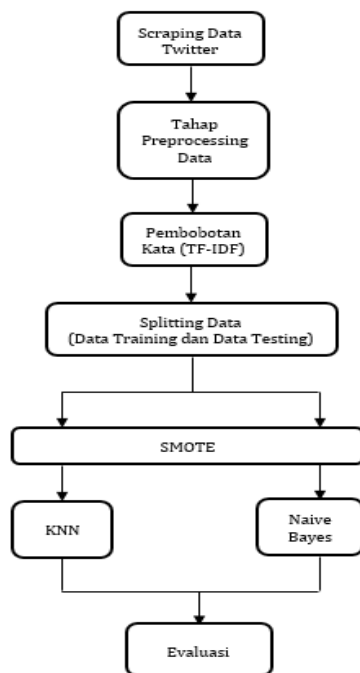 Scraping Data
Twitter
Tahap
Preprocessing
Data
Pembobotan
Kata (TF-IDF)
Splitting Data
(Data Training dan Data Testing)
SMOTE
KNN
Naive
Bayes
Evaluasi